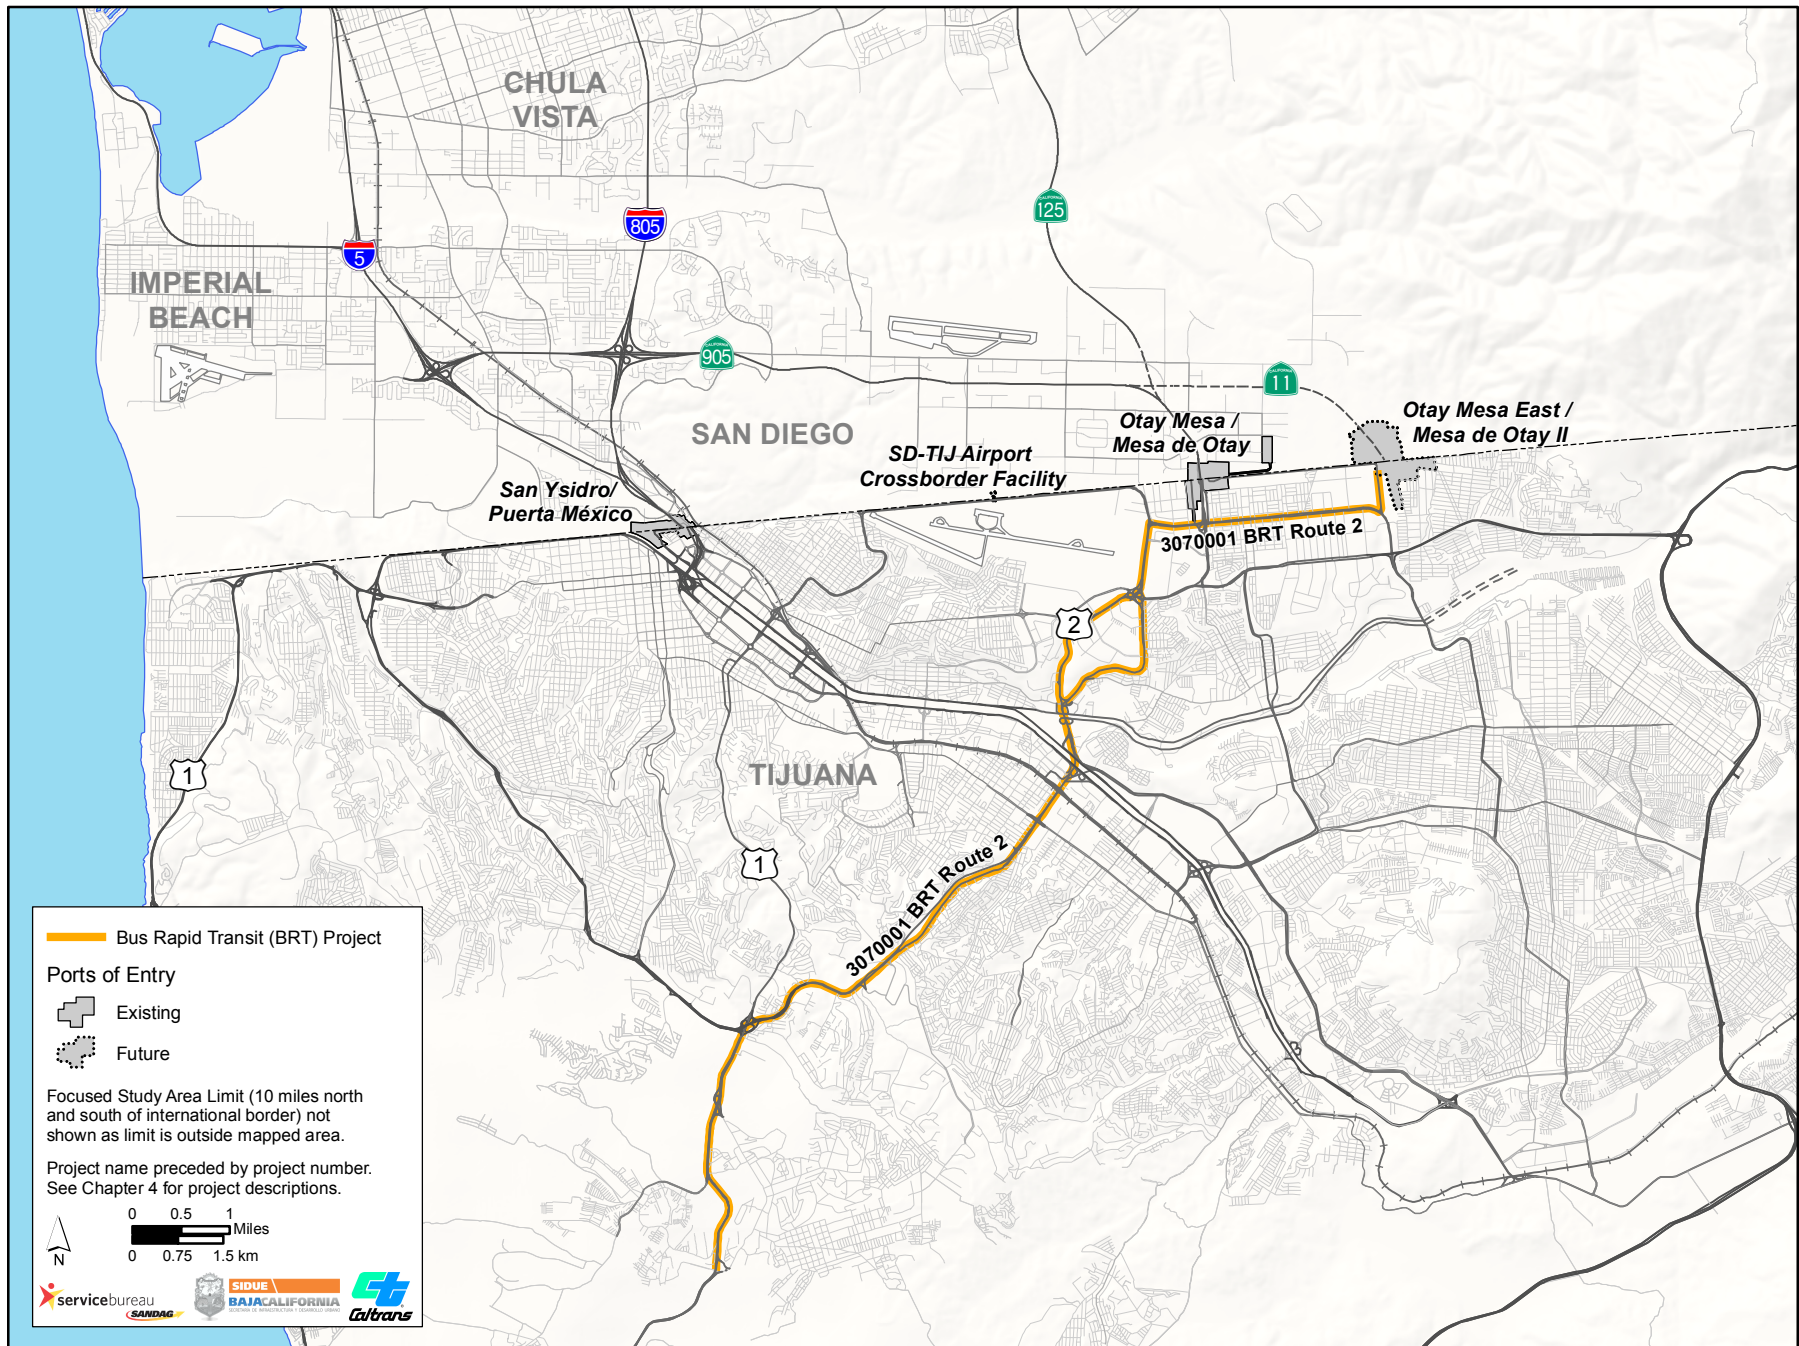 CHULA
VISTA
125
805
5
IMPERIAL
BEACH
905
11
SAN DIEGO
Otay Mesa /
Mesa de Otay
Otay Mesa East /
Mesa de Otay II
SD-TIJ Airport
Crossborder Facility
San Ysidro/
Puerta México
3070001 BRT Route 2
2
1
TIJUANA
1
3070001 BRT Route 2
Bus Rapid Transit (BRT) Project
Ports of Entry
Existing
Future
Focused Study Area Limit (10 miles north
and south of international border) not
shown as limit is outside mapped area.
Project name preceded by project number.
See Chapter 4 for project descriptions.
0 0.5 1
Miles
0 0.75 1.5 km
N
servicebureau
SANDAG
SIDUE
BAJACALIFORNIA
SECRETARÍA DE INFRAESTRUCTURA Y DESARROLLO URBANO
Caltrans